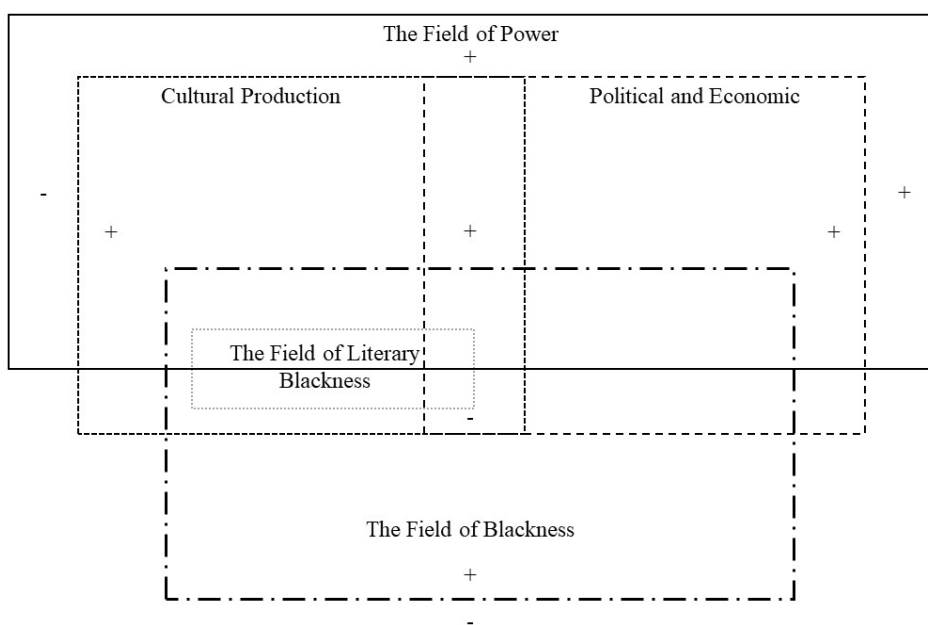 The Field of Power
+
Cultural Production
Political and Economic
-
+
+
+
+
The Field of Literary
Blackness
-
The Field of Blackness
+
-